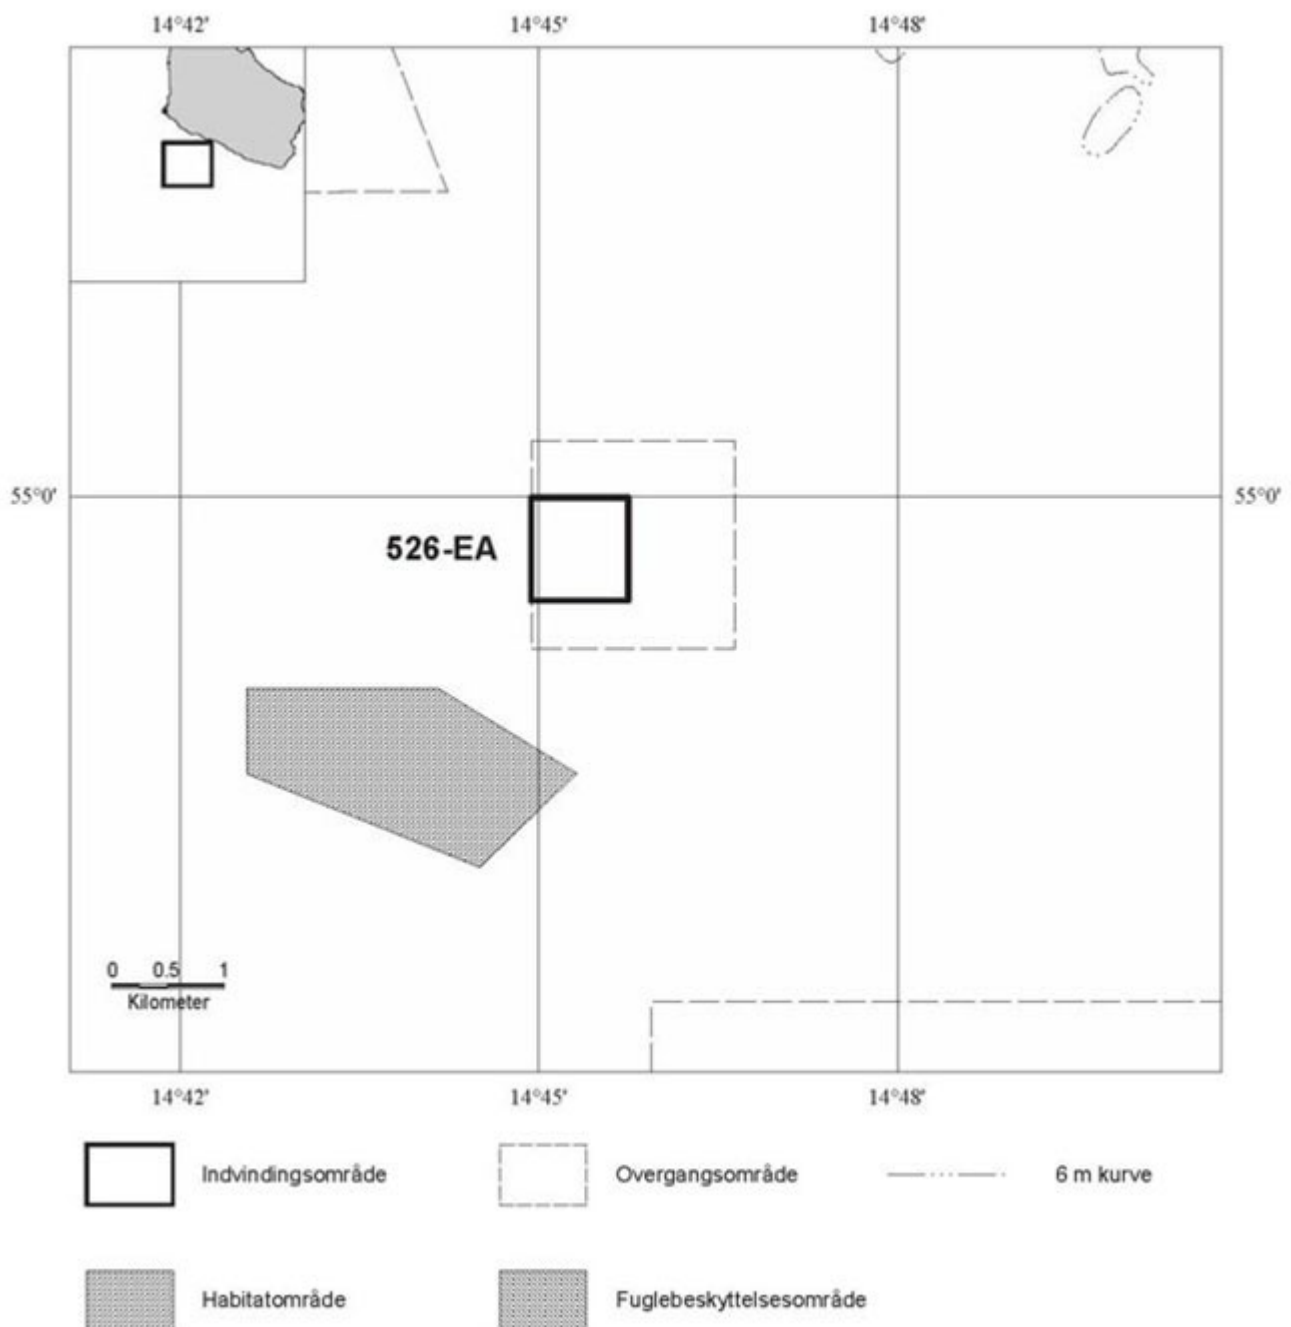 14°42' 14°45' 14°48'
55°0' 55°0'
526-EA
0 0.5 1
Kilometer
14°42' 14°45' 14°48'
Indvindingsområde Overgangsområde 6 m kurve
Habitatområde Fuglebeskyttelsesområde